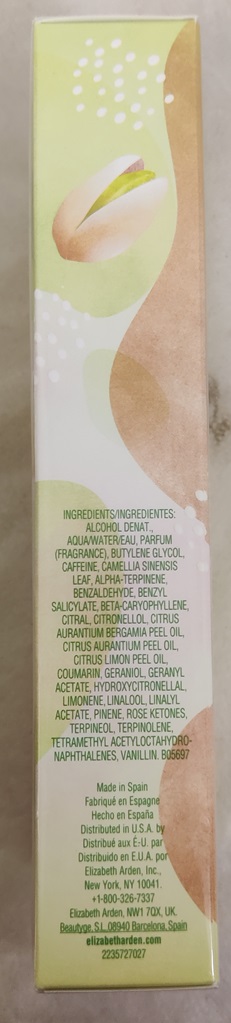 INGREDIENTS/INGREDIENTES:
ALCOHOL DENAT.,
AQUA/WATER/EAU, PARFUM
(FRAGRANCE), BUTYLENE GLYCOL,
CAFFEINE, CAMELLIA SINENSIS
LEAF, ALPHA-TERPINENE,
BENZALDEHYDE, BENZYL
SALICYLATE, BETA-CARYOPHYLLENE,
CITRAL, CITRONELLOL, CITRUS
AURANTIUM BERGAMIA PEEL OIL,
CITRUS AURANTIUM PEEL OIL,
CITRUS LIMON PEEL OIL,
COUMARIN, GERANIOL, GERANYL
ACETATE, HYDROXYCITRONELLAL,
LIMONENE, LINALOOL, LINALYL
ACETATE, PINENE, ROSE KETONES,
TERPINEOL, TERPINOLENE,
TETRAMETHYL ACETYLOCTAHYDRO-
NAPHTHALENES, VANILLIN. B05697
Made in Spain
Fabriqué en Espagne
Hecho en España
Distributed in U.S.A. by
Distribué aux É.-U. par
Distribuido en E.U.A. por
Elizabeth Arden, Inc.,
New York, NY 10041.
+1-800-326-7337
Elizabeth Arden, NW1 7QX, UK.
Beautyge, S.L. 08940 Barcelona, Spain
elizabetharden.com
2235727027